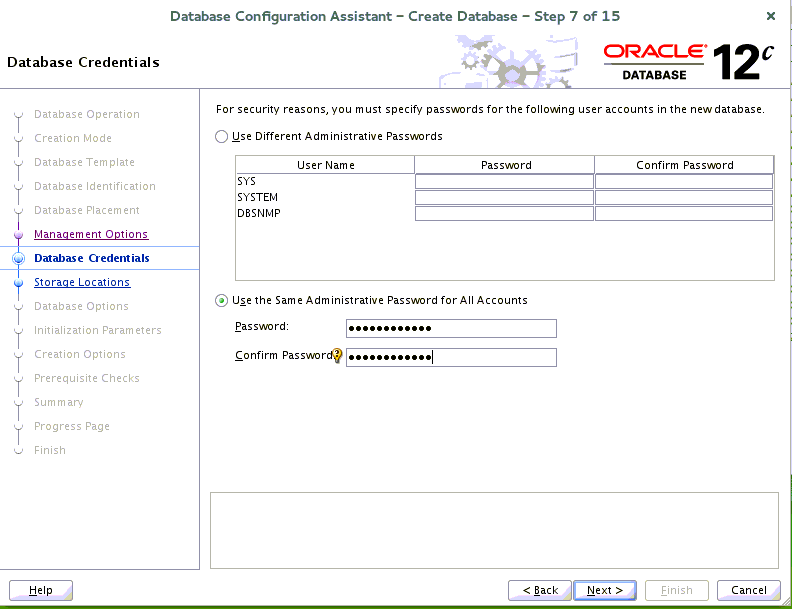 Database Configuration Assistant – Create Database – Step 7 of 15
Database Credentials
ORACLE®
DATABASE
12c
Database Operation
Creation Mode
Database Template
Database Identification
Database Placement
Management Options
Database Credentials
Storage Locations
Database Options
Initialization Parameters
Creation Options
Prerequisite Checks
Summary
Progress Page
Finish
For security reasons, you must specify passwords for the following user accounts in the new database.
Use Different Administrative Passwords
User Name Password Confirm Password
SYS
SYSTEM
DBSNMP
Use the Same Administrative Password for All Accounts
Password: ●●●●●●●●●●●●
Confirm Password ●●●●●●●●●●●●
Help < Back Next > Finish Cancel